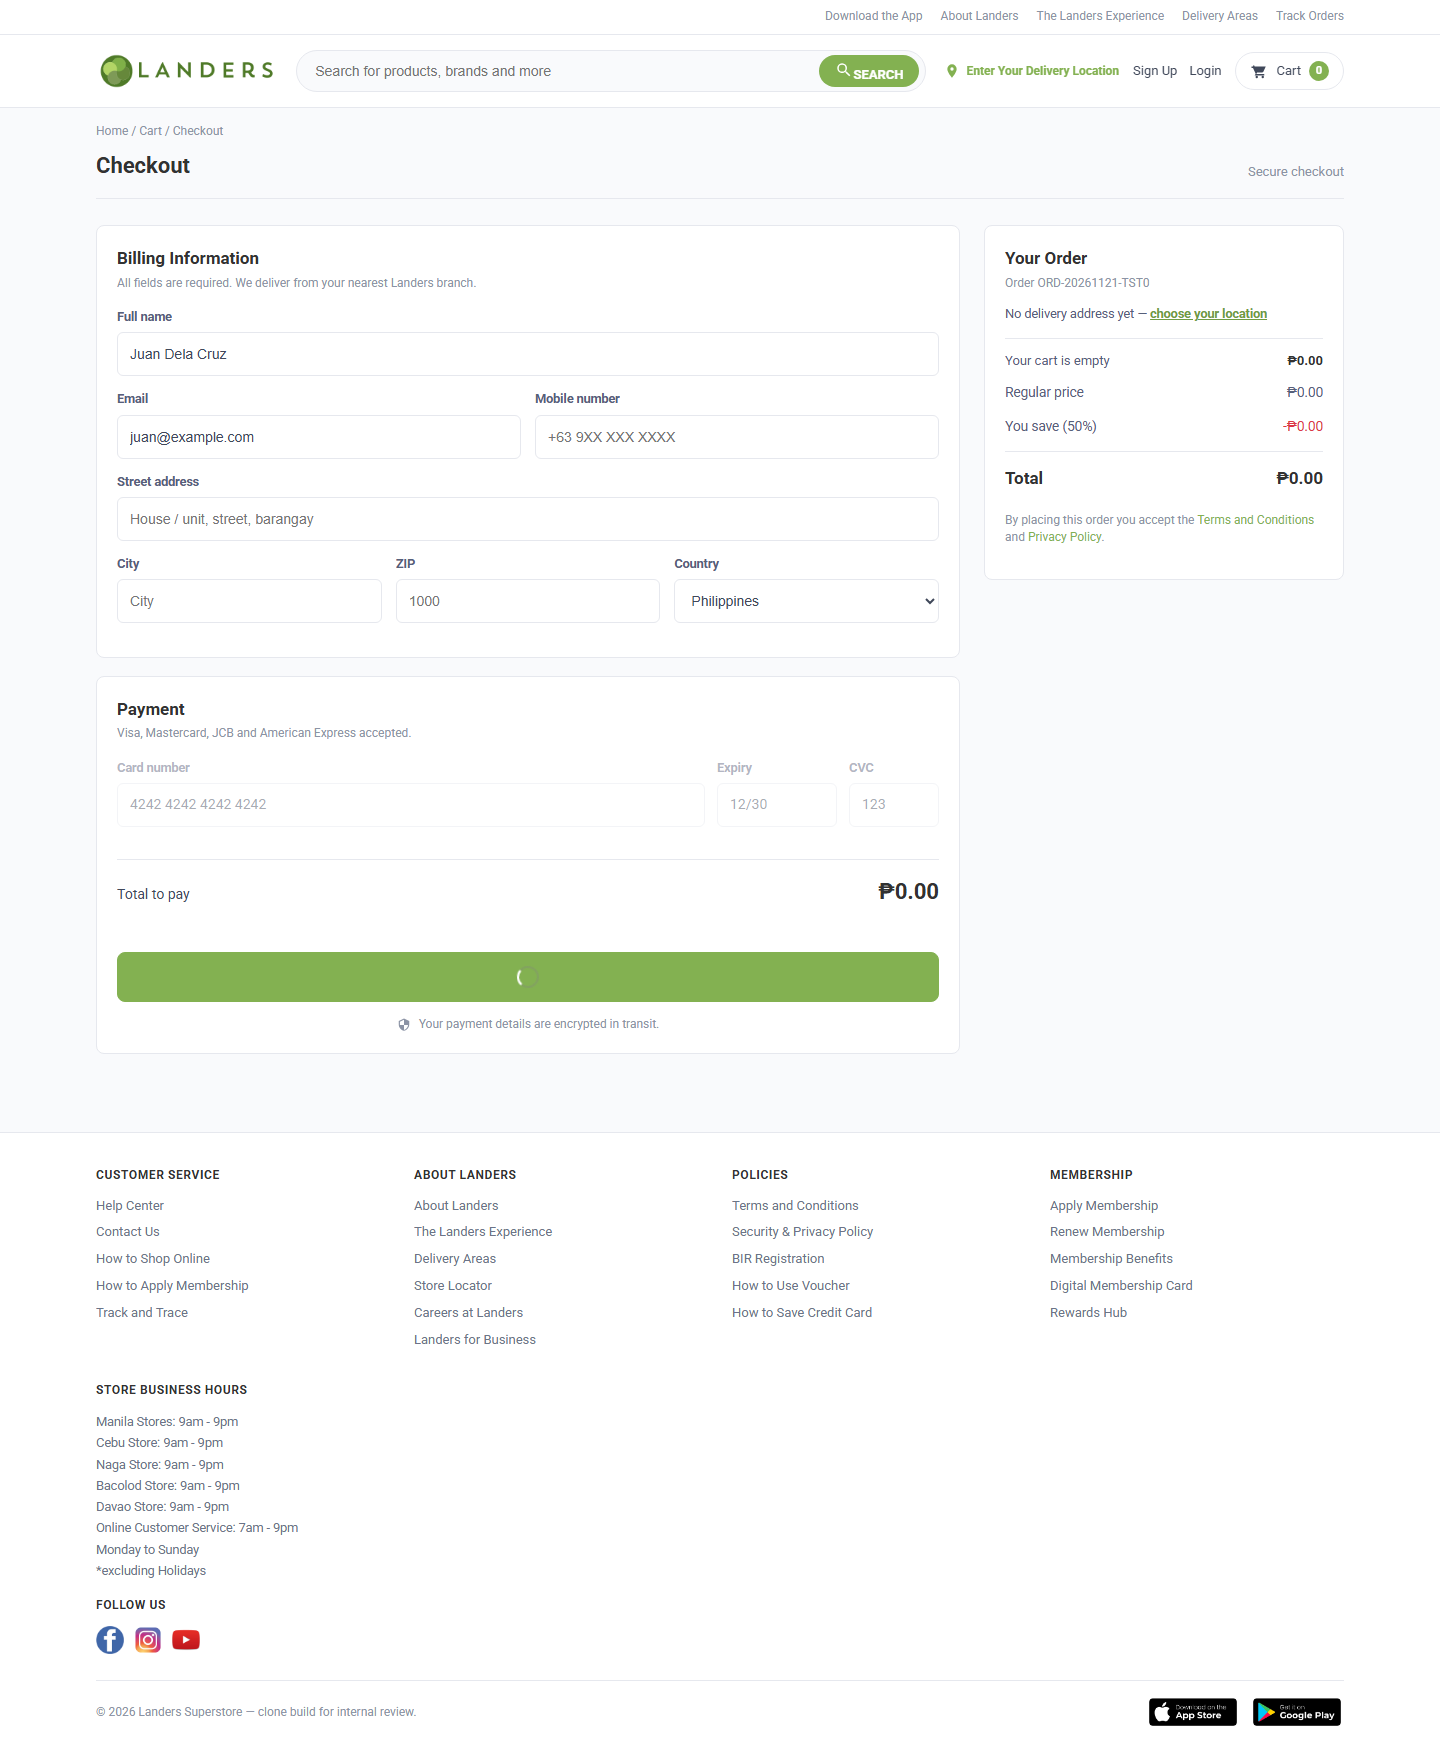 Download the App About Landers The Landers Experience Delivery Areas Track Orders
LANDERS Search for products, brands and more SEARCH Enter Your Delivery Location Sign Up Login Cart 0
Home / Cart / Checkout
Checkout
Secure checkout
Billing Information
All fields are required. We deliver from your nearest Landers branch.
Full name
Juan Dela Cruz
Email Mobile number
juan@example.com +63 9XX XXX XXXX
Street address
House / unit, street, barangay
City ZIP Country
City 1000 Philippines
Your Order
Order ORD-20261121-TST0
No delivery address yet — choose your location
Your cart is empty ₱0.00
Regular price ₱0.00
You save (50%) -₱0.00
Total ₱0.00
By placing this order you accept the Terms and Conditions
and Privacy Policy.
Payment
Visa, Mastercard, JCB and American Express accepted.
Card number Expiry CVC
4242 4242 4242 4242 12/30 123
Total to pay ₱0.00
Your payment details are encrypted in transit.
CUSTOMER SERVICE
Help Center
Contact Us
How to Shop Online
How to Apply Membership
Track and Trace
ABOUT LANDERS
About Landers
The Landers Experience
Delivery Areas
Store Locator
Careers at Landers
Landers for Business
POLICIES
Terms and Conditions
Security & Privacy Policy
BIR Registration
How to Use Voucher
How to Save Credit Card
MEMBERSHIP
Apply Membership
Renew Membership
Membership Benefits
Digital Membership Card
Rewards Hub
STORE BUSINESS HOURS
Manila Stores: 9am - 9pm
Cebu Store: 9am - 9pm
Naga Store: 9am - 9pm
Bacolod Store: 9am - 9pm
Davao Store: 9am - 9pm
Online Customer Service: 7am - 9pm
Monday to Sunday
*excluding Holidays
FOLLOW US
© 2026 Landers Superstore — clone build for internal review.
Download on the
App Store
Get it on
Google Play